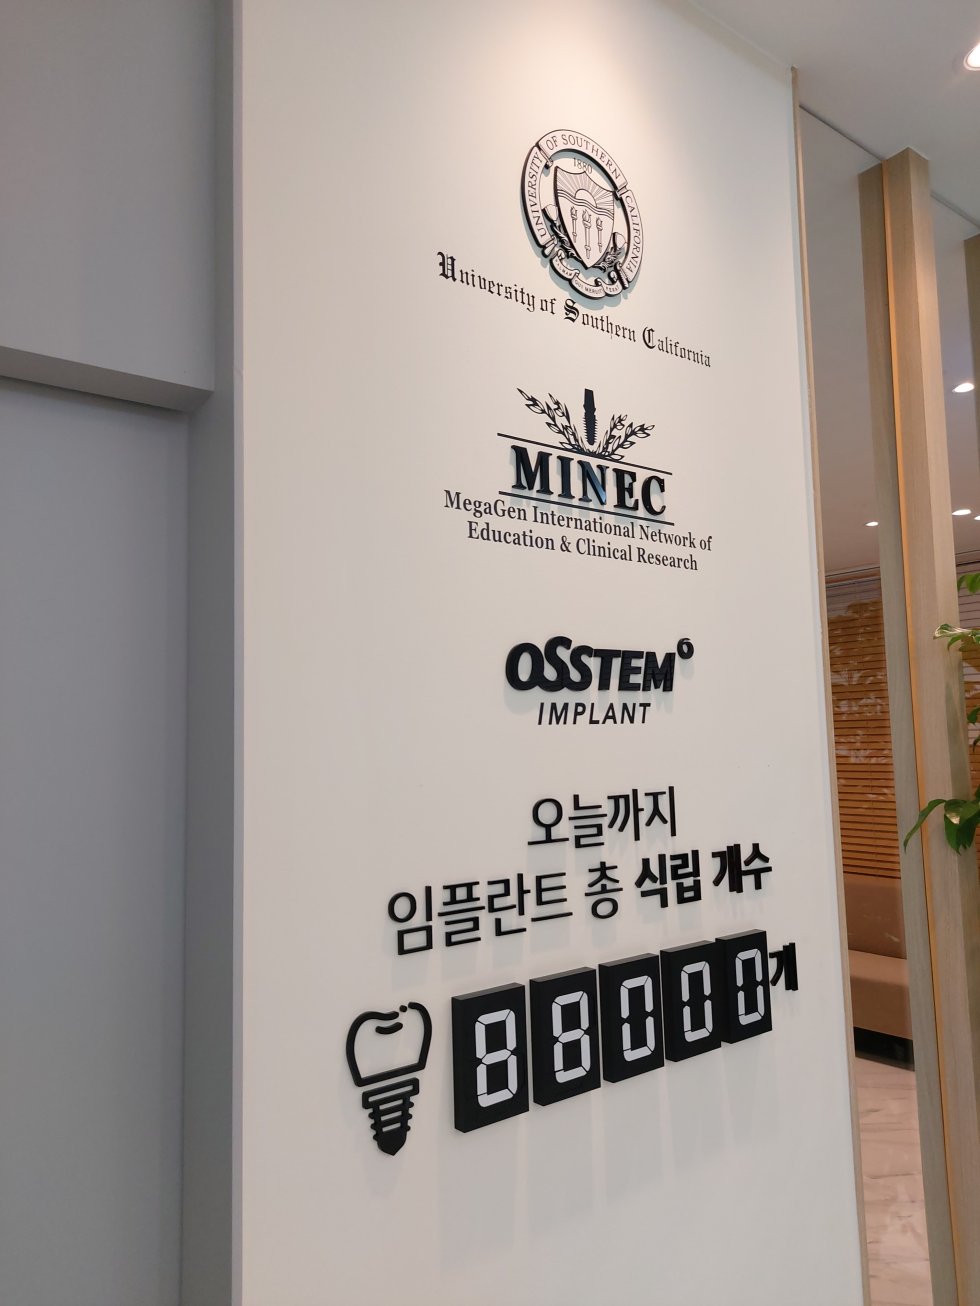 UNIVERSITY OF SOUTHERN CALIFORNIA
1880
University of Southern California
MINEC
MegaGen International Network of
Education & Clinical Research
OSSTEM
IMPLANT
오늘까지
임플란트 총 식립 개수
88000개